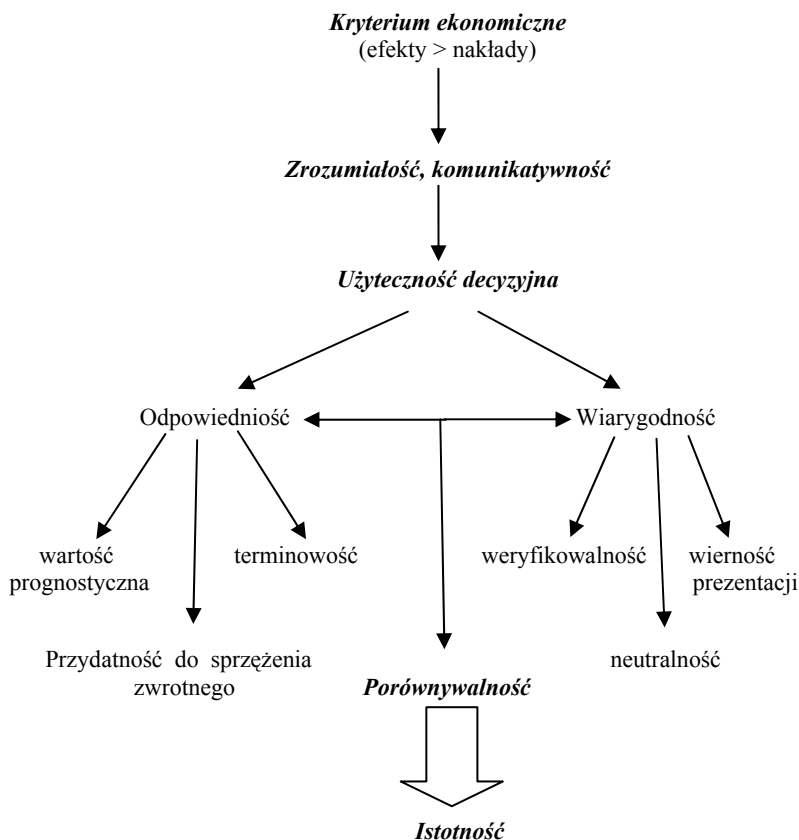 Kryterium ekonomiczne
(efekty > nakłady)
Zrozumiałość, komunikatywność
Użyteczność decyzyjna
Odpowiedniość
Wiarygodność
wartość
prognostyczna
terminowość
weryfikowalność
wierność
prezentacji
Przydatność do sprzężenia
zwrotnego
neutralność
Porównywalność
Istotność